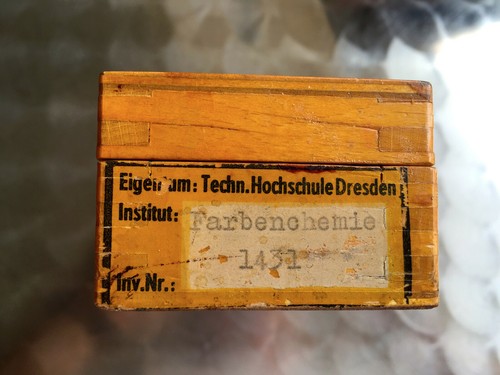 Eigentum: Techn. Hochschule Dresden
Institut: Farbenchemie
1431
Inv.Nr.: